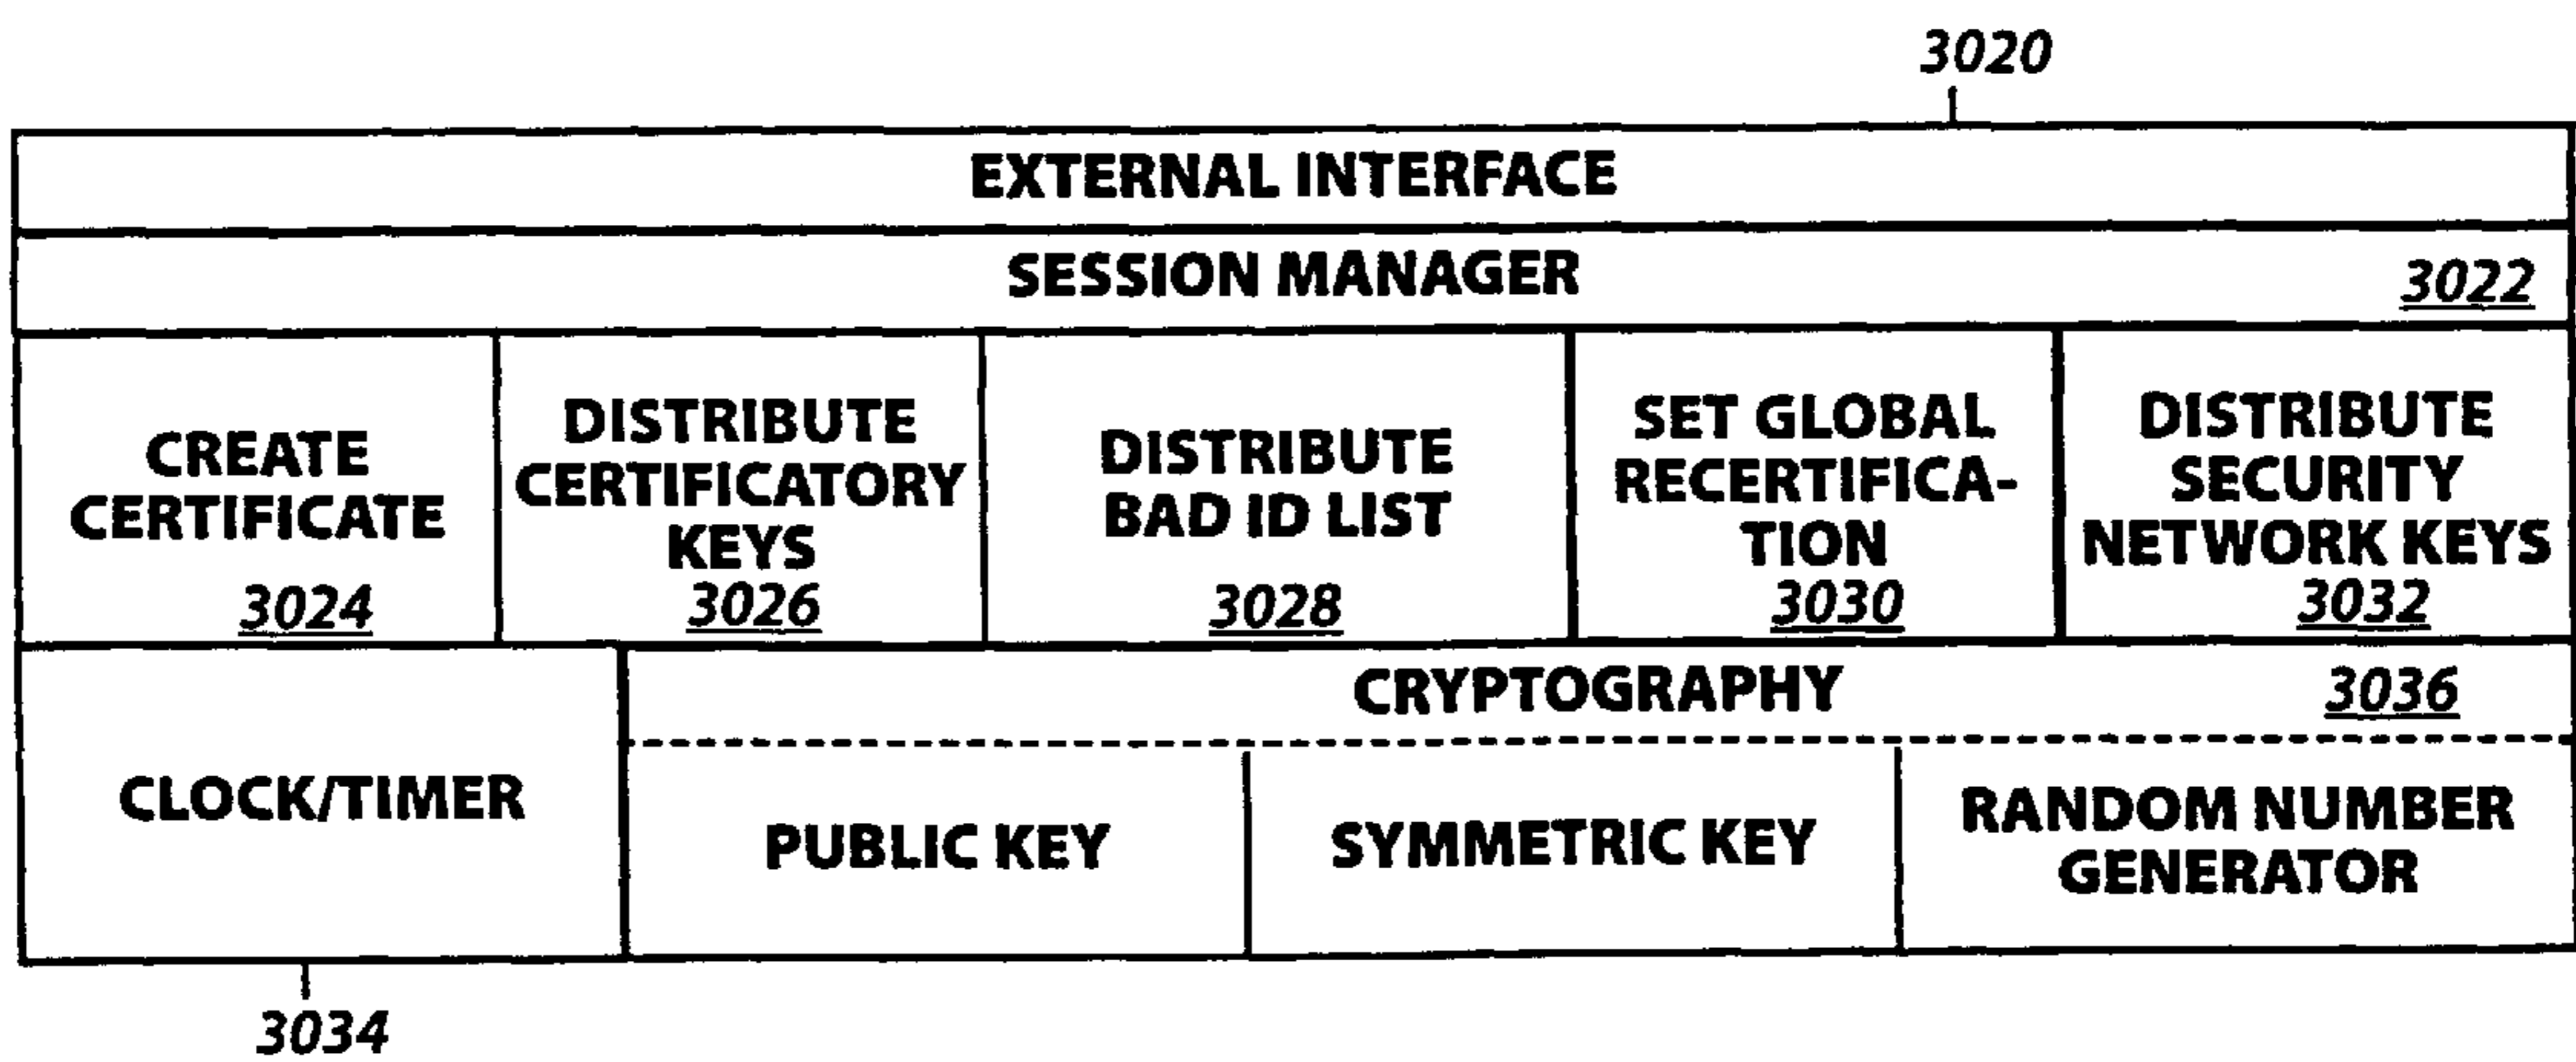 3020
EXTERNAL INTERFACE
SESSION MANAGER
3022
CREATE
CERTIFICATE
3024
DISTRIBUTE
CERTIFICATORY
KEYS
3026
DISTRIBUTE
BAD ID LIST
3028
SET GLOBAL
RECERTIFICA-
TION
3030
DISTRIBUTE
SECURITY
NETWORK KEYS
3032
CLOCK/TIMER
3034
CRYPTOGRAPHY
3036
PUBLIC KEY
SYMMETRIC KEY
RANDOM NUMBER
GENERATOR